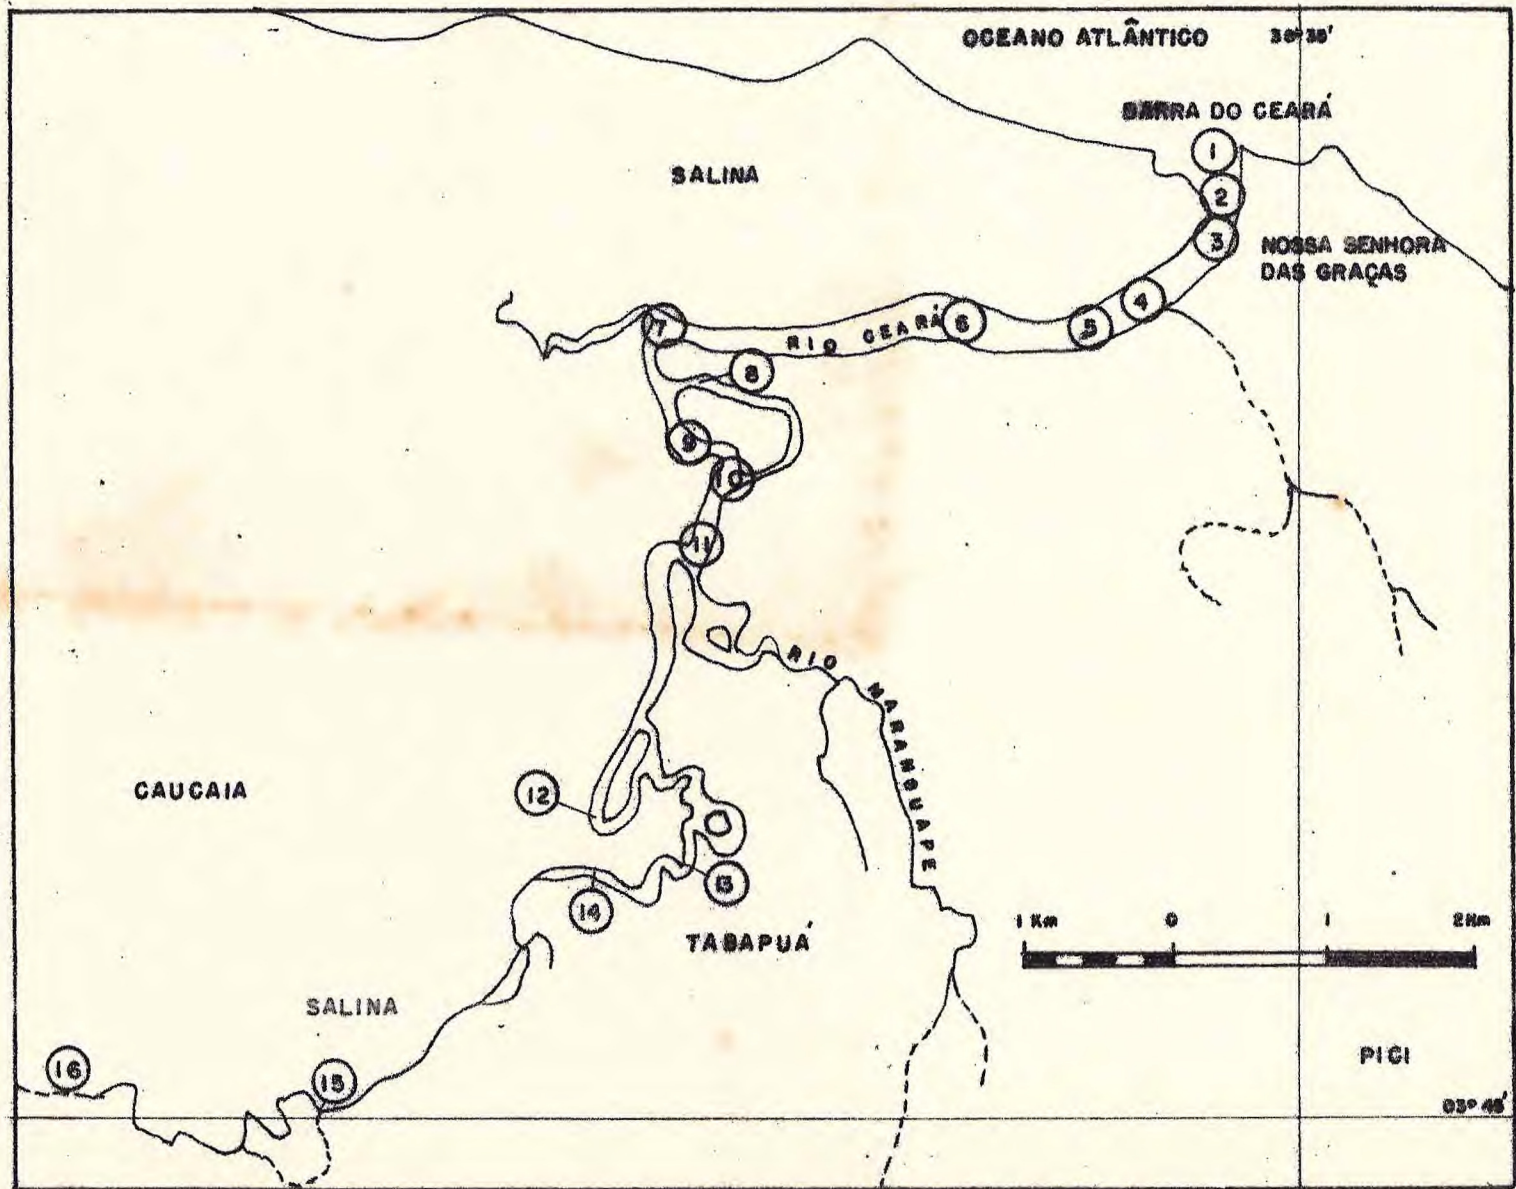 OCEANO ATLÂNTICO
BARRA DO CEARÁ
1
SALINA
2
3
NOSSA SENHORA
DAS GRAÇAS
4
5
6
RIO CEARÁ
7
8
9
10
11
RIO MARANGUAPE
CAUCAIA
12
13
14
TABAPUÁ
1 Km 0 1 2 Km
SALINA
PICI
15
16
03° 45'